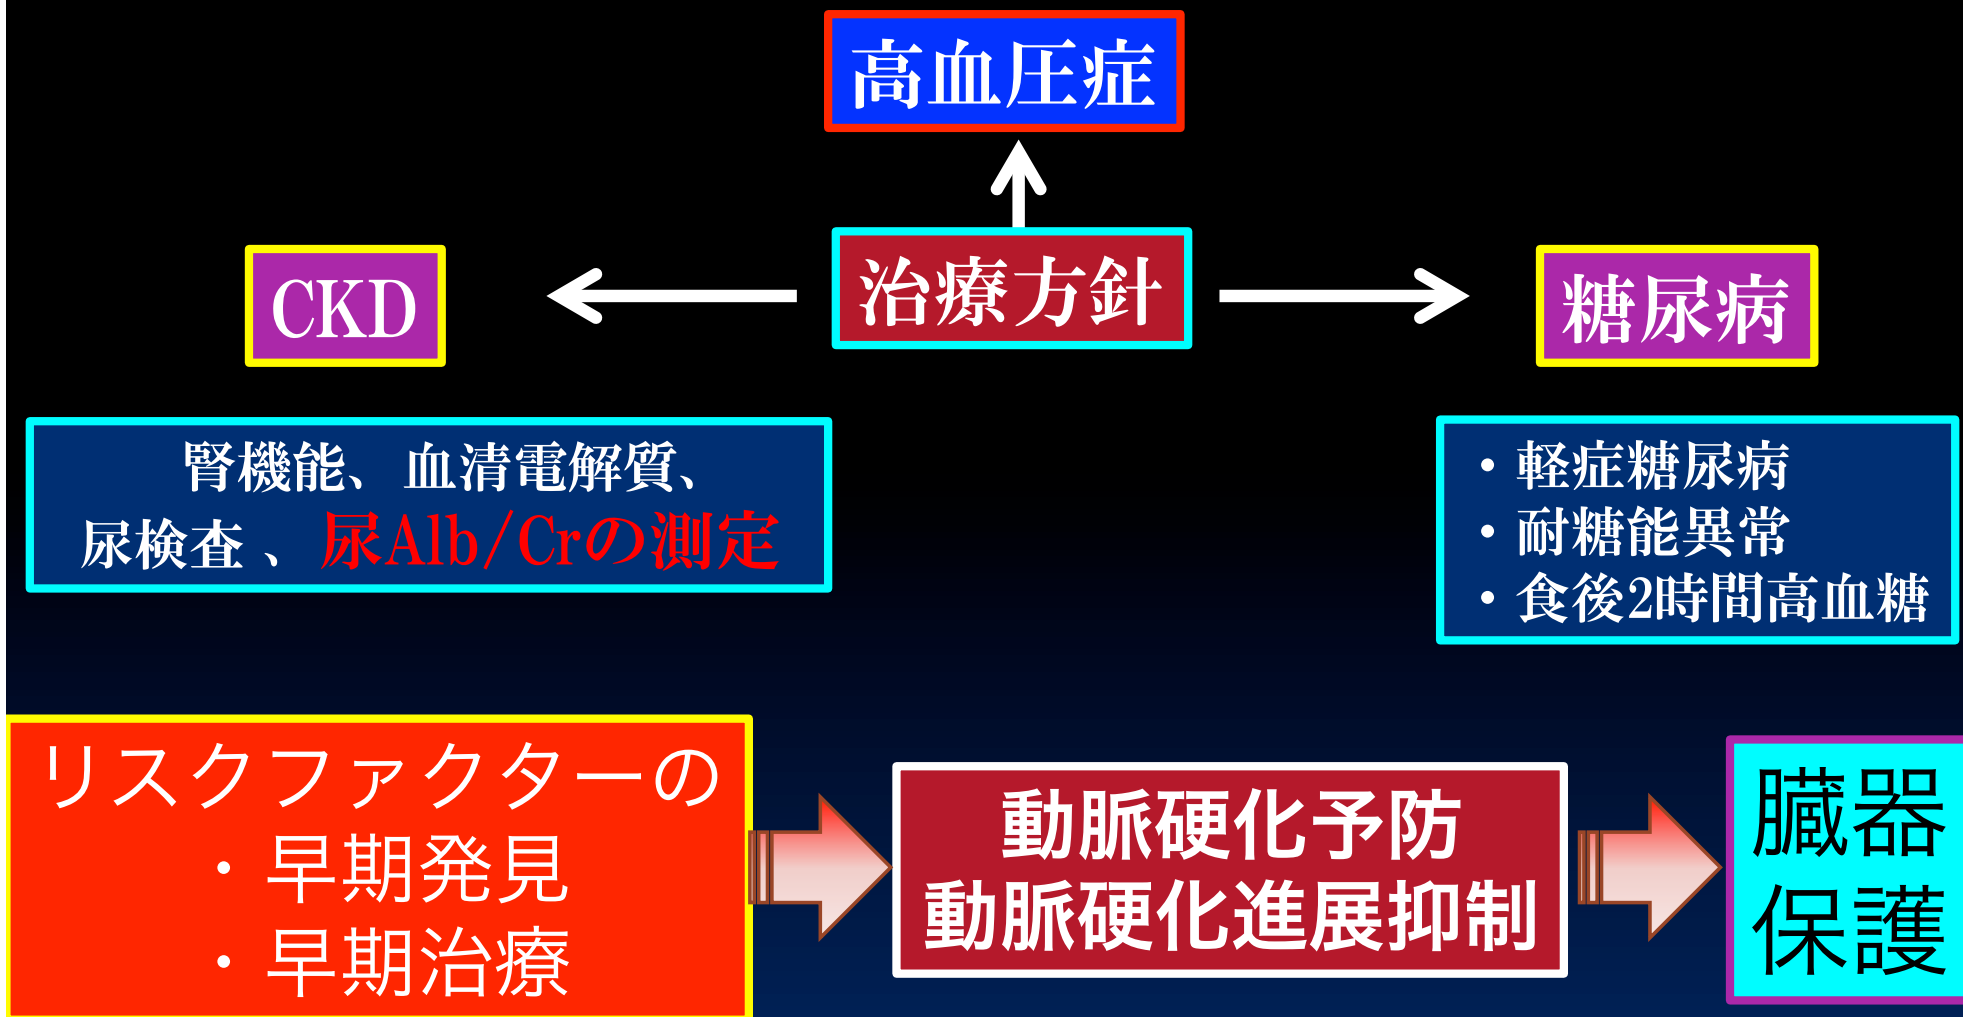 高血圧症
治療方針
CKD
糖尿病
腎機能、血清電解質、
尿検査、尿Alb/Crの測定
・軽症糖尿病
・耐糖能異常
・食後2時間高血糖
リスクファクターの
・早期発見
・早期治療
動脈硬化予防
動脈硬化進展抑制
臓器
保護